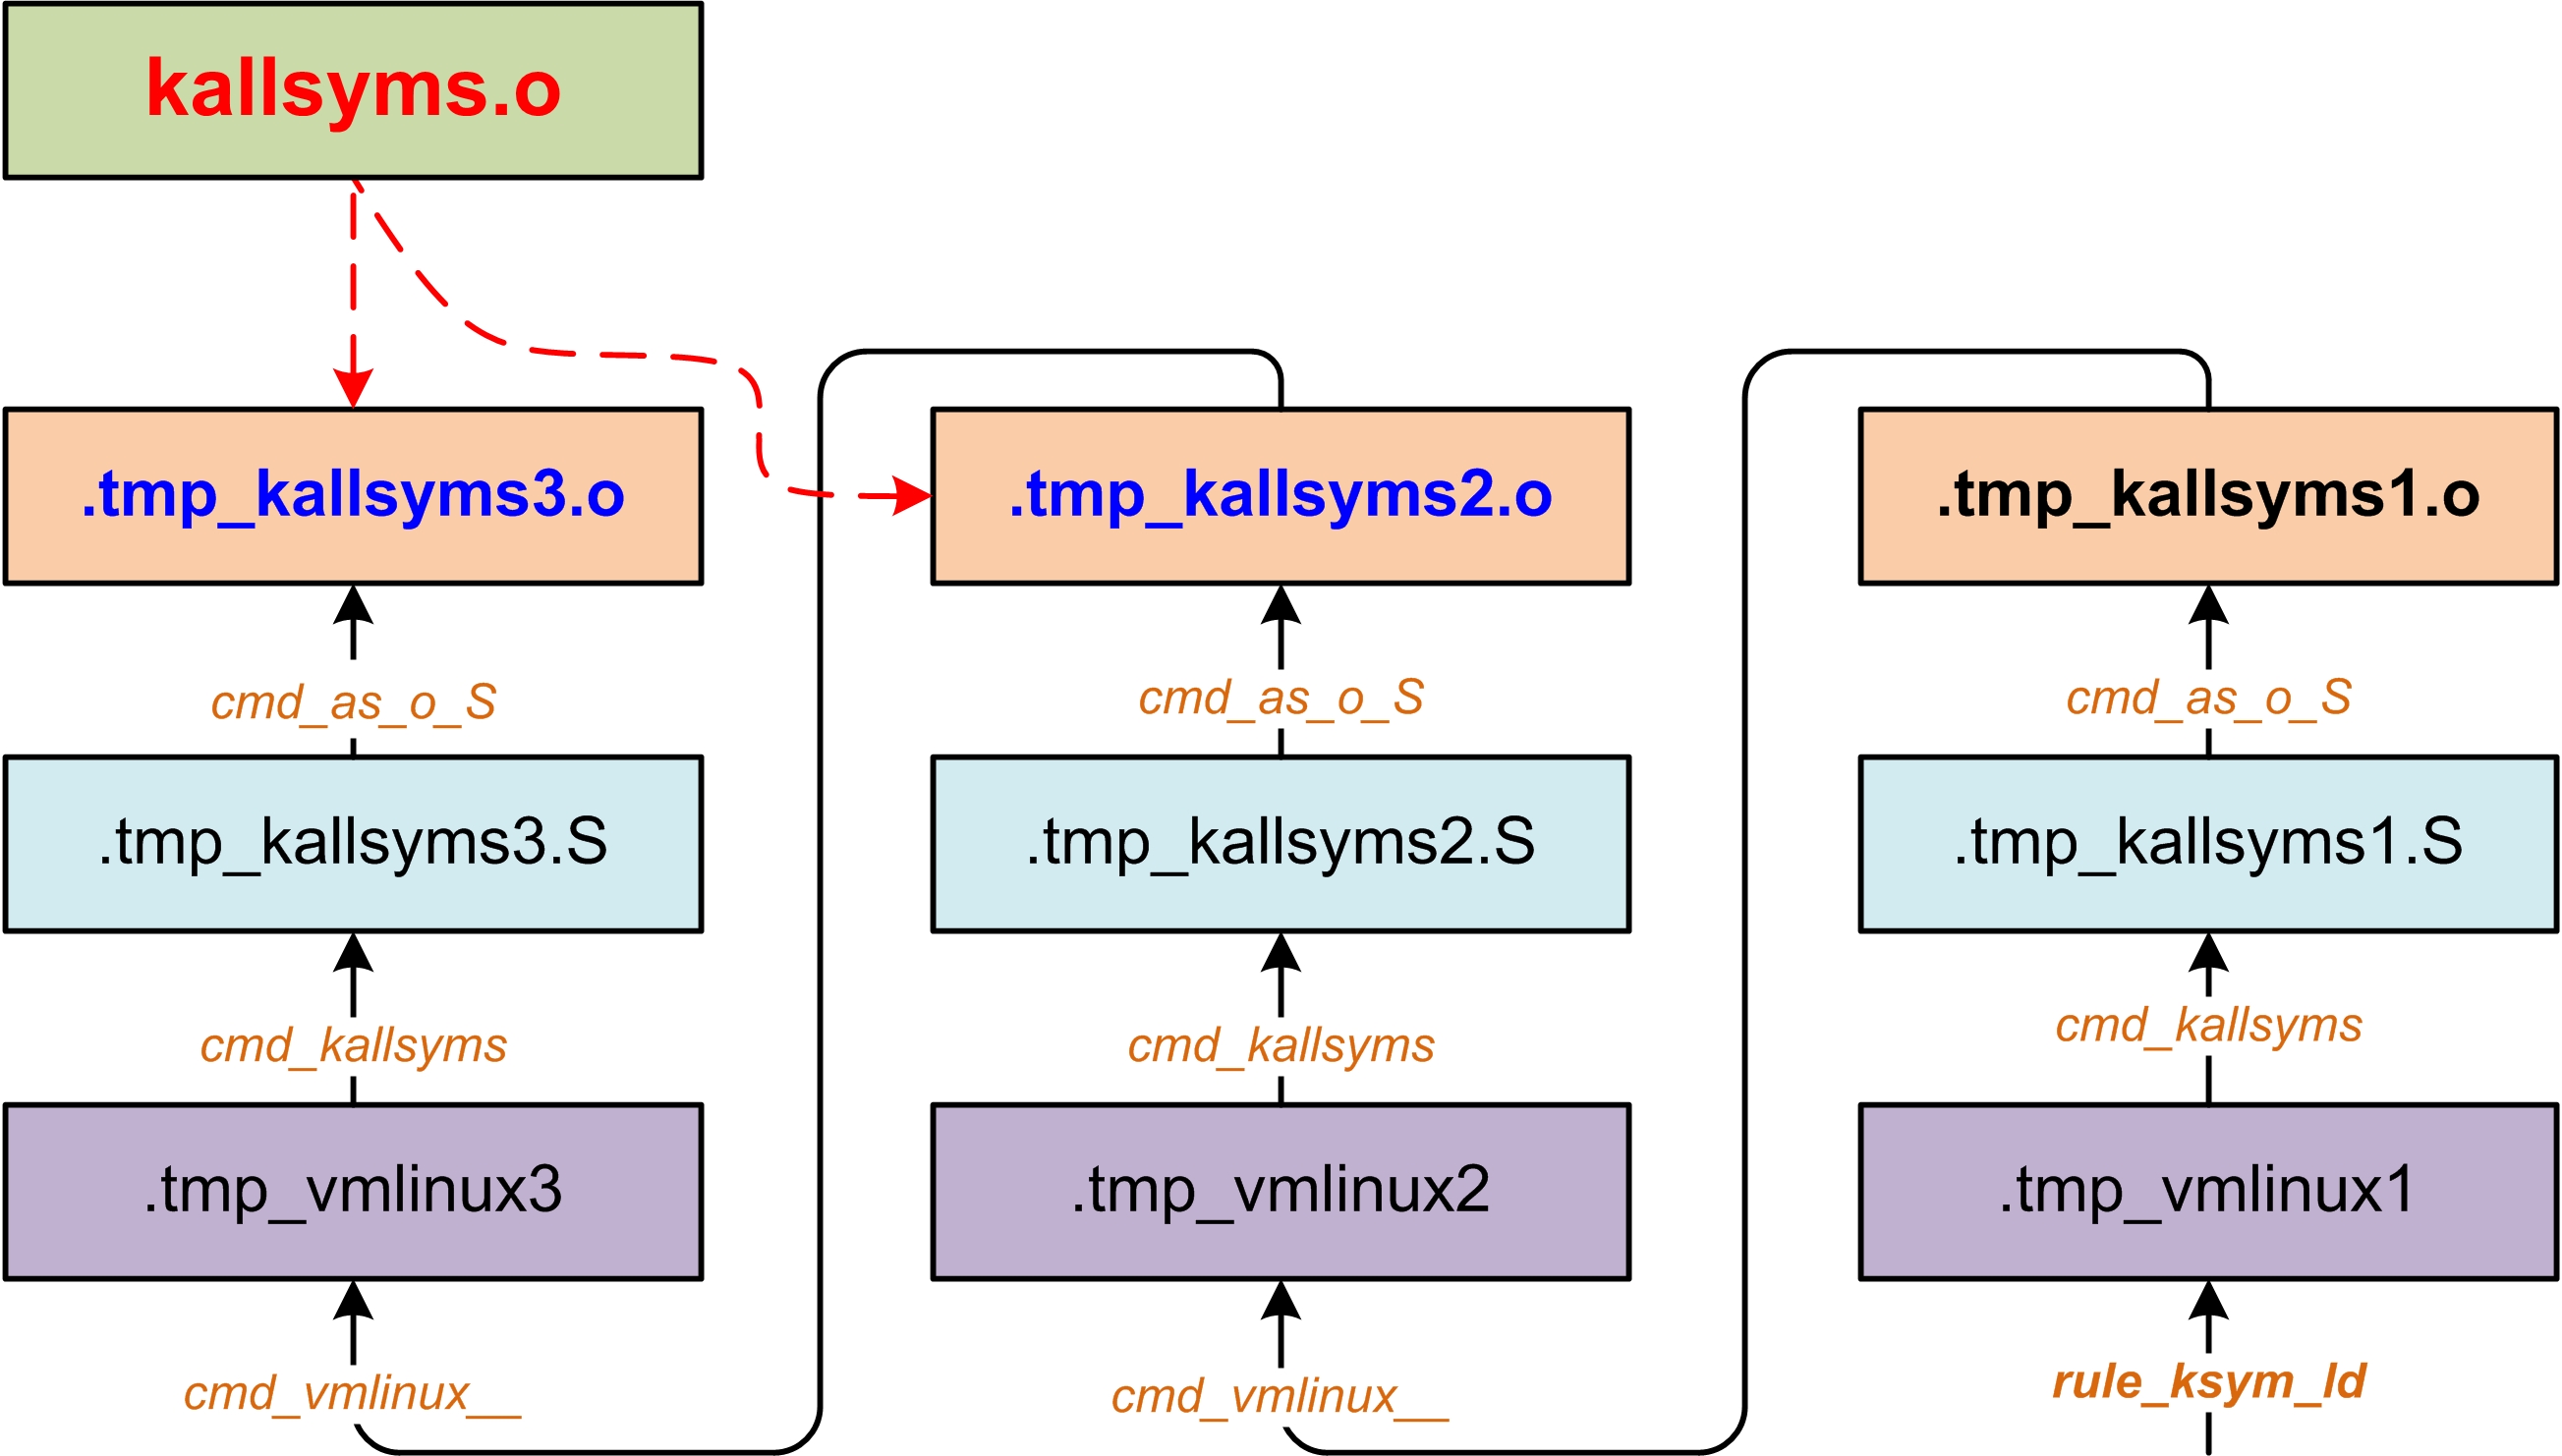 kallsyms.o
.tmp_kallsyms3.o
.tmp_kallsyms2.o
.tmp_kallsyms1.o
cmd_as_o_S
cmd_as_o_S
cmd_as_o_S
.tmp_kallsyms3.S
.tmp_kallsyms2.S
.tmp_kallsyms1.S
cmd_kallsyms
cmd_kallsyms
cmd_kallsyms
.tmp_vmlinux3
.tmp_vmlinux2
.tmp_vmlinux1
cmd_vmlinux__
cmd_vmlinux__
rule_ksym_ld